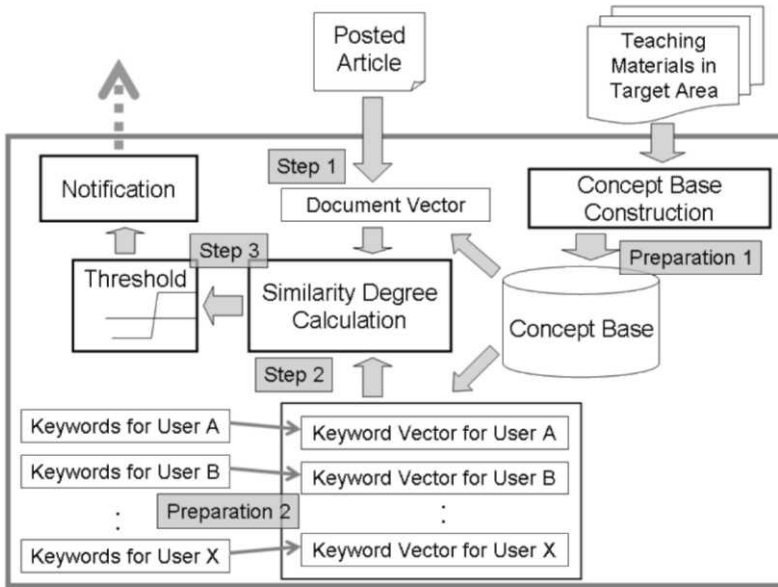 Posted
Article
Teaching
Materials in
Target Area
Step 1
Notification
Document Vector
Concept Base
Construction
Step 3
Preparation 1
Threshold
Similarity Degree
Calculation
Concept Base
Step 2
Keywords for User A
Keyword Vector for User A
Keywords for User B
Keyword Vector for User B
:
Preparation 2
:
Keywords for User X
Keyword Vector for User X